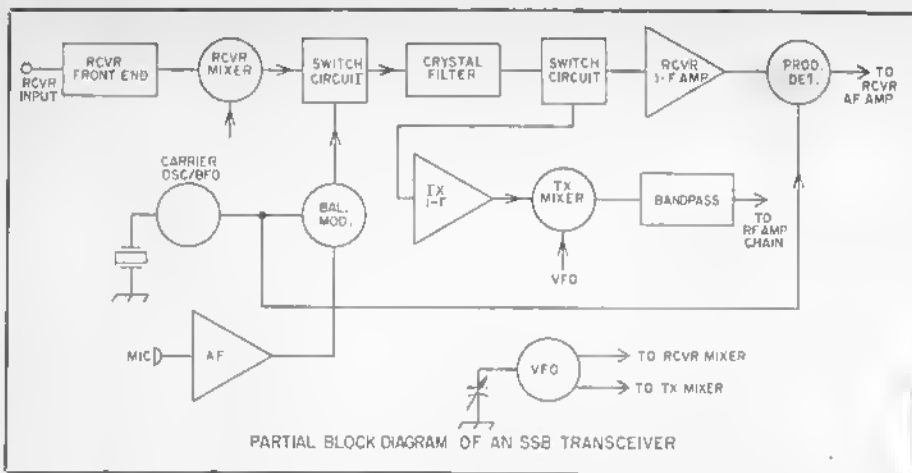 RCVR
INPUT
RCVR
FRONT END
RCVR
MIXER
SWITCH
CIRCUIT
CRYSTAL
FILTER
SWITCH
CIRCUIT
RCVR
I-F AMP
PROD.
DET.
TO
RCVR
AF AMP
CARRIER
OSC/BFO
BAL.
MOD.
TX
I-F
TX
MIXER
BANDPASS
TO
RF AMP
CHAIN
VFO
MIC
AF
VFO
TO RCVR MIXER
TO TX MIXER
PARTIAL BLOCK DIAGRAM OF AN SSB TRANSCEIVER